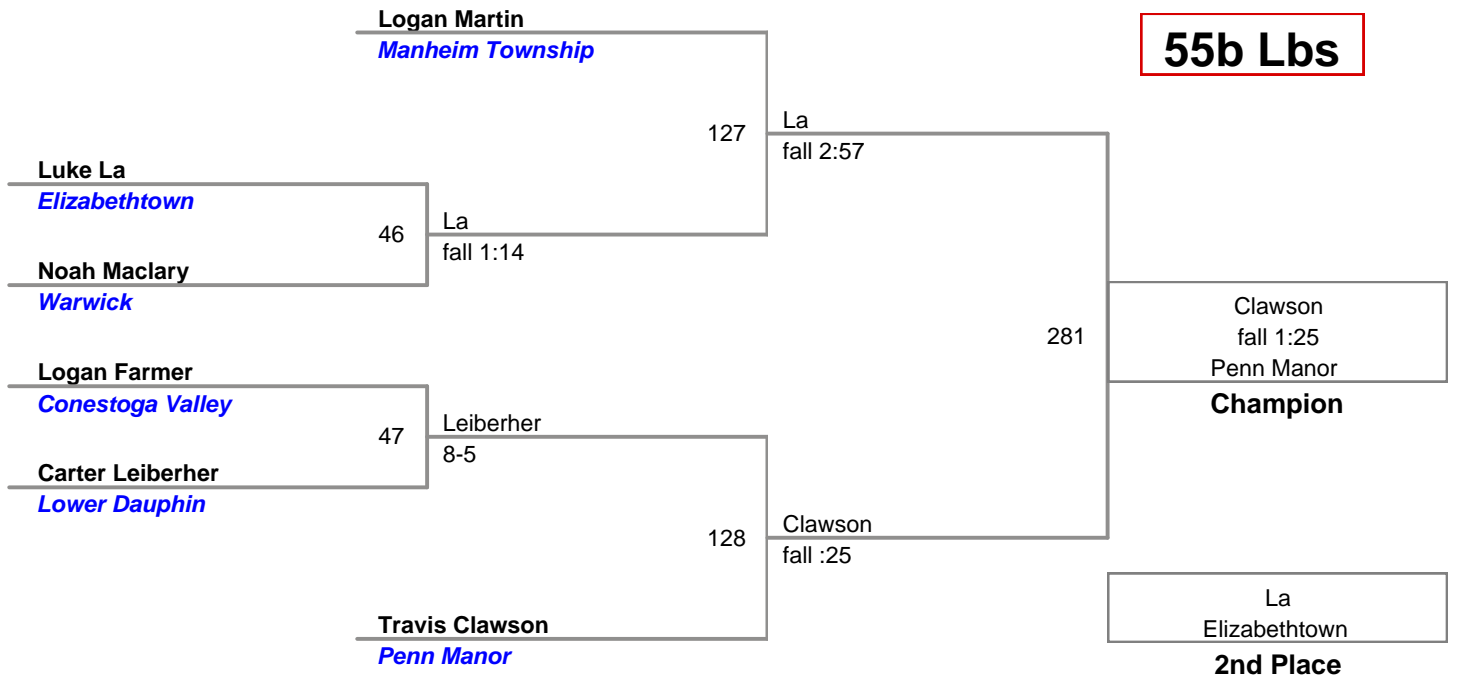 Logan Martin
Manheim Township
55b Lbs
127
La
fall 2:57
Luke La
Elizabethtown
46
La
fall 1:14
Noah Maclary
Warwick
281
Clawson
fall 1:25
Penn Manor
Champion
Logan Farmer
Conestoga Valley
47
Leiberher
8-5
Carter Leiberher
Lower Dauphin
128
Clawson
fall :25
Travis Clawson
Penn Manor
La
Elizabethtown
2nd Place